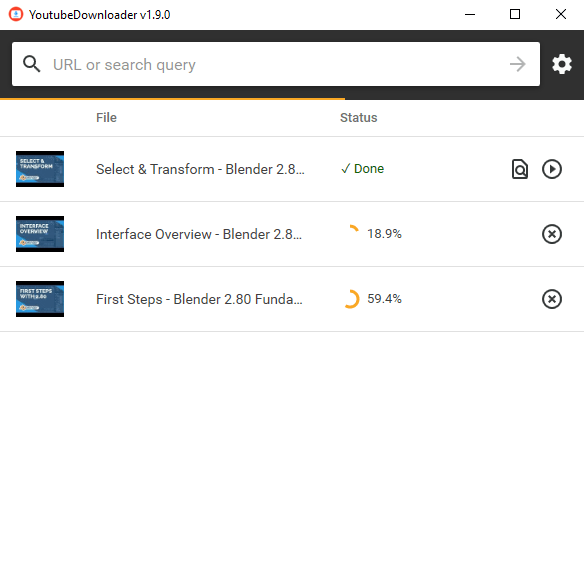 YoutubeDownloader v1.9.0
URL or search query
File Status
SELECT &
TRANSFORM
Select & Transform - Blender 2.8... ✓ Done
INTERFACE
OVERVIEW
Interface Overview - Blender 2.8... 18.9%
FIRST STEPS
WITH 2.80
First Steps - Blender 2.80 Funda... 59.4%